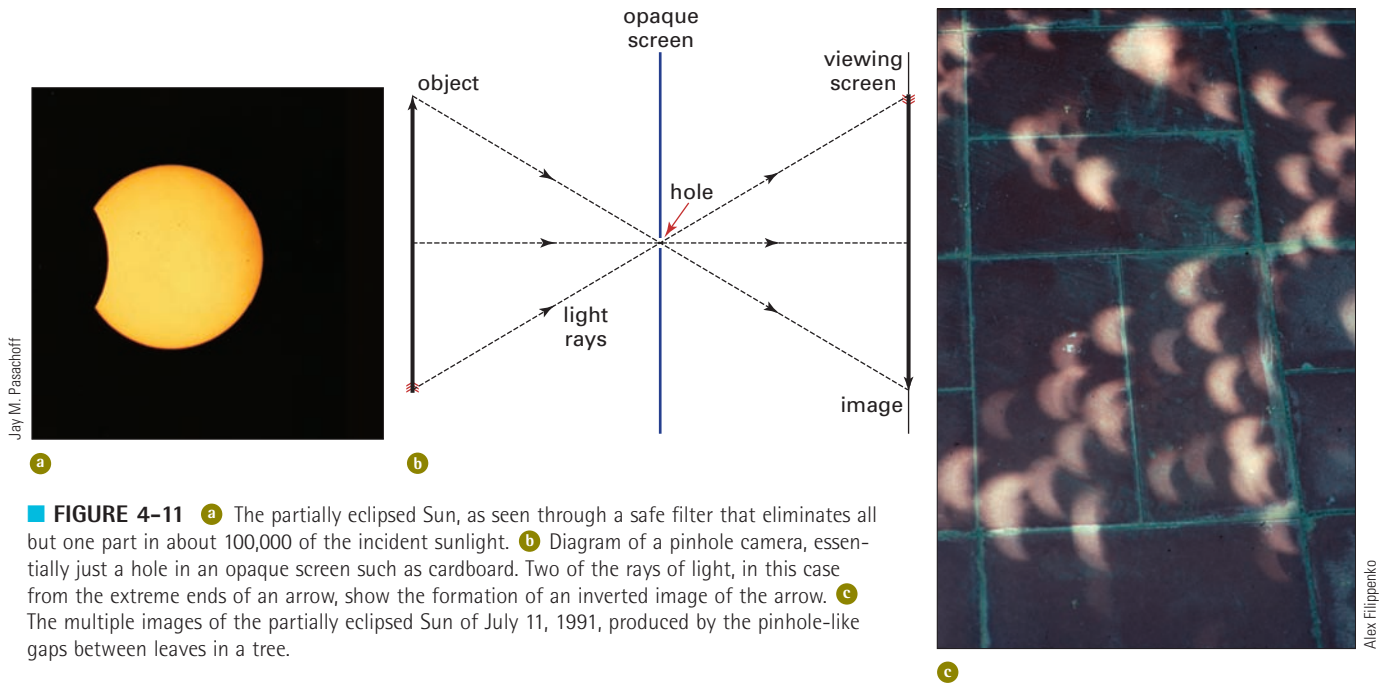 Jay M. Pasachoff
a
object
opaque
screen
viewing
screen
hole
light
rays
image
b
■ FIGURE 4–11 a The partially eclipsed Sun, as seen through a safe filter that eliminates all
but one part in about 100,000 of the incident sunlight. b Diagram of a pinhole camera, essen-
tially just a hole in an opaque screen such as cardboard. Two of the rays of light, in this case
from the extreme ends of an arrow, show the formation of an inverted image of the arrow. c
The multiple images of the partially eclipsed Sun of July 11, 1991, produced by the pinhole-like
gaps between leaves in a tree.
c
Alex Filippenko